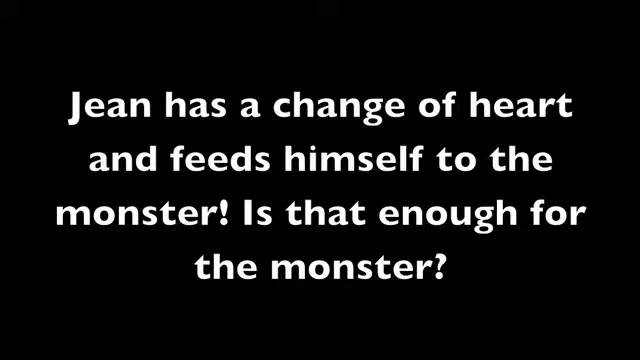 Jean has a change of heart
and feeds himself to the
monster! Is that enough for
the monster?